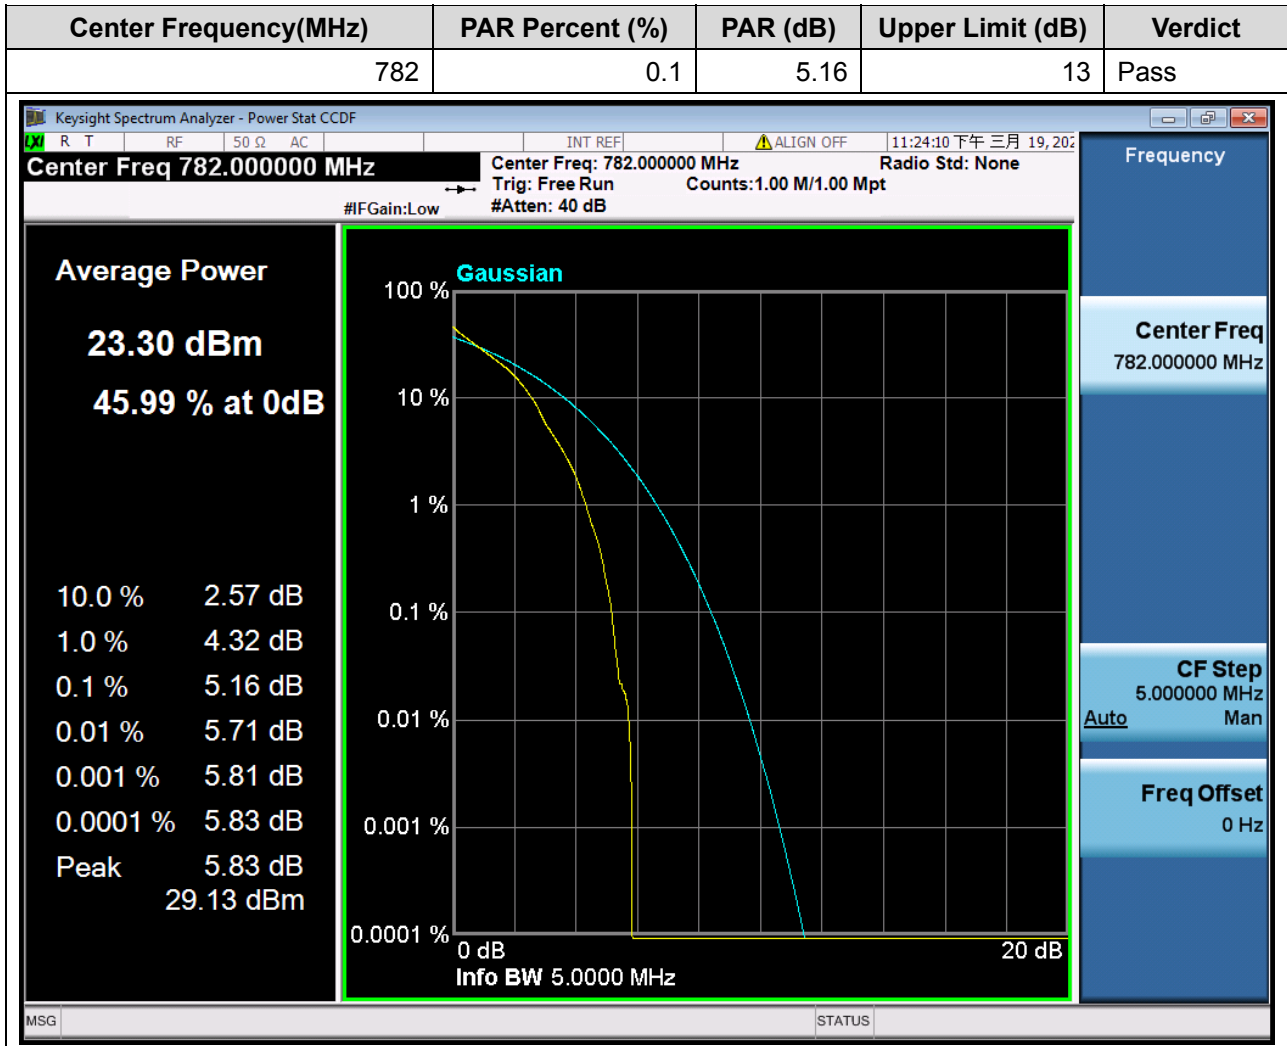 Center Frequency(MHz) PAR Percent (%) PAR (dB) Upper Limit (dB) Verdict
782 0.1 5.16 13 Pass
Keysight Spectrum Analyzer - Power Stat CCDF
LXI R T RF 50 Ω AC INT REF ALIGN OFF 11:24:10 下午 三月 19, 202
Center Freq 782.000000 MHz
Center Freq: 782.000000 MHz Radio Std: None
Trig: Free Run Counts:1.00 M/1.00 Mpt
#IFGain:Low #Atten: 40 dB
Frequency
Average Power
23.30 dBm
45.99 % at 0dB
10.0 % 2.57 dB
1.0 % 4.32 dB
0.1 % 5.16 dB
0.01 % 5.71 dB
0.001 % 5.81 dB
0.0001 % 5.83 dB
Peak 5.83 dB
29.13 dBm
Gaussian
100 %
10 %
1 %
0.1 %
0.01 %
0.001 %
0.0001 %
0 dB 20 dB
Info BW 5.0000 MHz
Center Freq
782.000000 MHz
CF Step
5.000000 MHz
Auto Man
Freq Offset
0 Hz
MSG STATUS